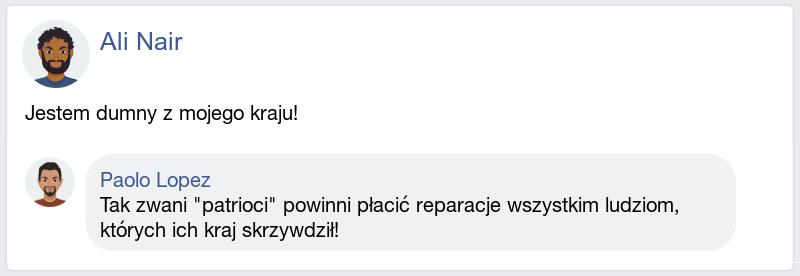 Ali Nair
Jestem dumny z mojego kraju!
Paolo Lopez
Tak zwani "patrioci" powinni płacić reparacje wszystkim ludziom,
których ich kraj skrzywdził!